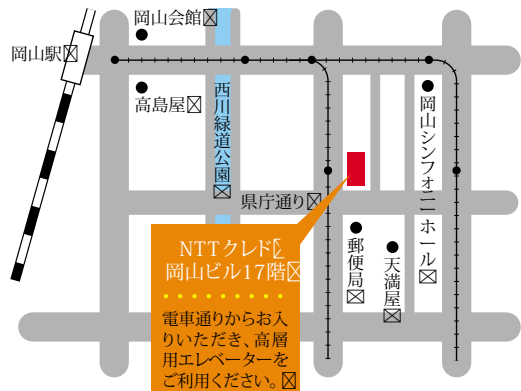 岡山会館
岡山駅
高島屋
西川緑道公園
岡山シンフォニーホール
県庁通り
郵便局
天満屋
NTTクレド
岡山ビル17階
電車通りからお入
りいただき、高層
用エレベーターを
ご利用ください。